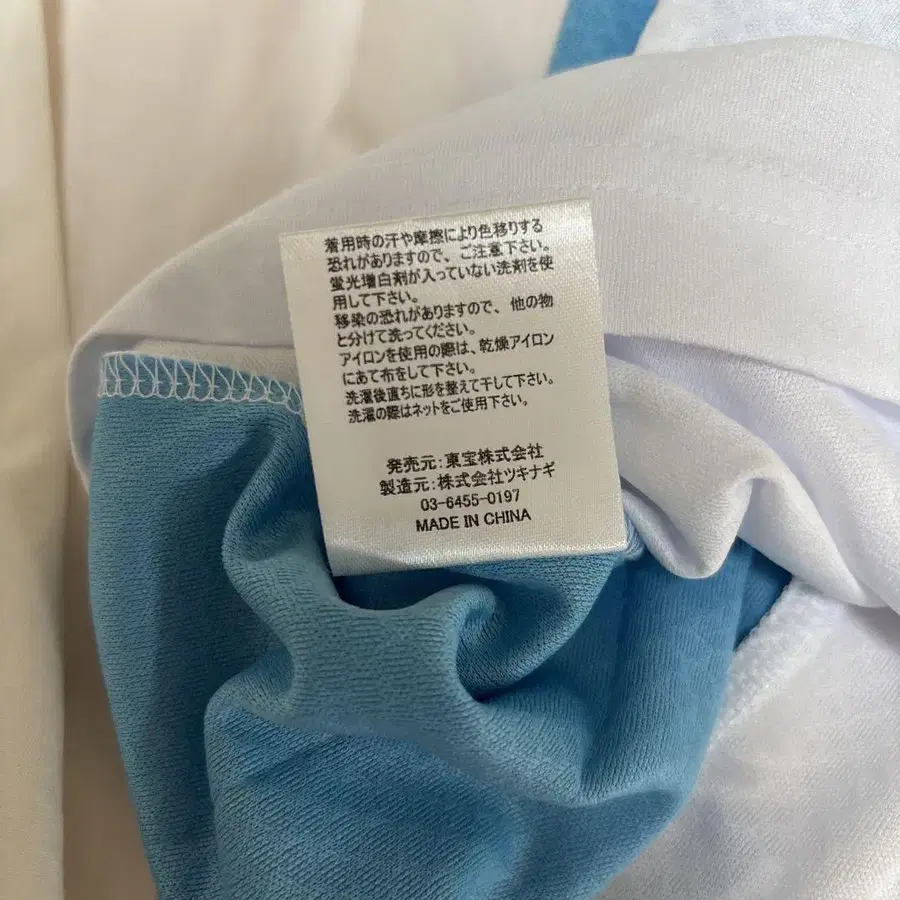 着用時の汗や摩擦により色移りする
恐れがありますので、ご注意下さい。
蛍光増白剤が入っていない洗剤を使
用して下さい。
移染の恐れがありますので、他の物
と分けて洗ってください。
アイロンを使用の際は、乾燥アイロン
にあて布をして下さい。
洗濯後直ちに形を整えて干して下さい。
洗濯の際はネットをご使用下さい。
発売元:東宝株式会社
製造元:株式会社ツキナギ
03-6455-0197
MADE IN CHINA